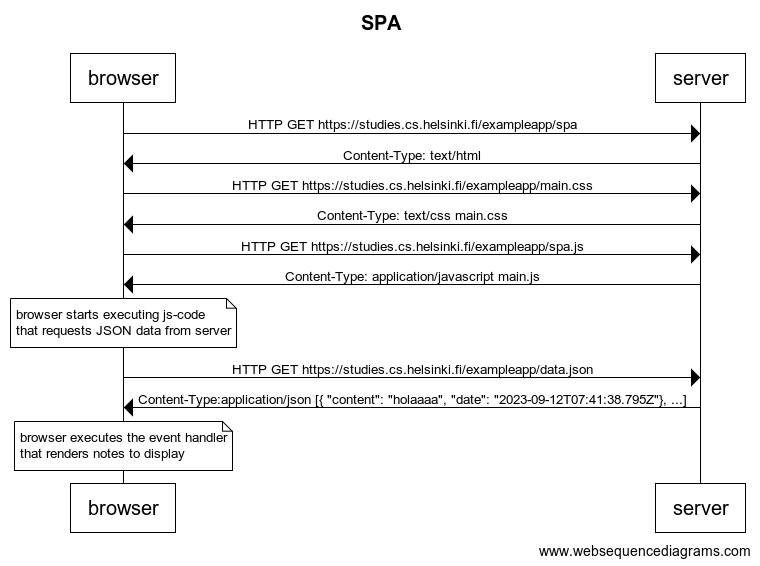 SPA
browser server
HTTP GET https://studies.cs.helsinki.fi/exampleapp/spa
Content-Type: text/html
HTTP GET https://studies.cs.helsinki.fi/exampleapp/main.css
Content-Type: text/css main.css
HTTP GET https://studies.cs.helsinki.fi/exampleapp/spa.js
Content-Type: application/javascript main.js
browser starts executing js-code
that requests JSON data from server
HTTP GET https://studies.cs.helsinki.fi/exampleapp/data.json
Content-Type:application/json [{ "content": "holaaaa", "date": "2023-09-12T07:41:38.795Z"}, ...]
browser executes the event handler
that renders notes to display
browser server
www.websequencediagrams.com